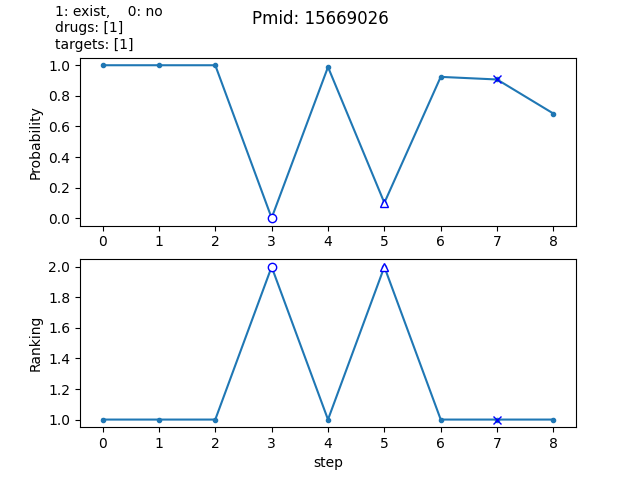 1: exist,    0: no
drugs: [1]
targets: [1]
Pmid: 15669026
Probability
1.0
0.8
0.6
0.4
0.2
0.0
0 1 2 3 4 5 6 7 8
Ranking
2.0
1.8
1.6
1.4
1.2
1.0
0 1 2 3 4 5 6 7 8
step